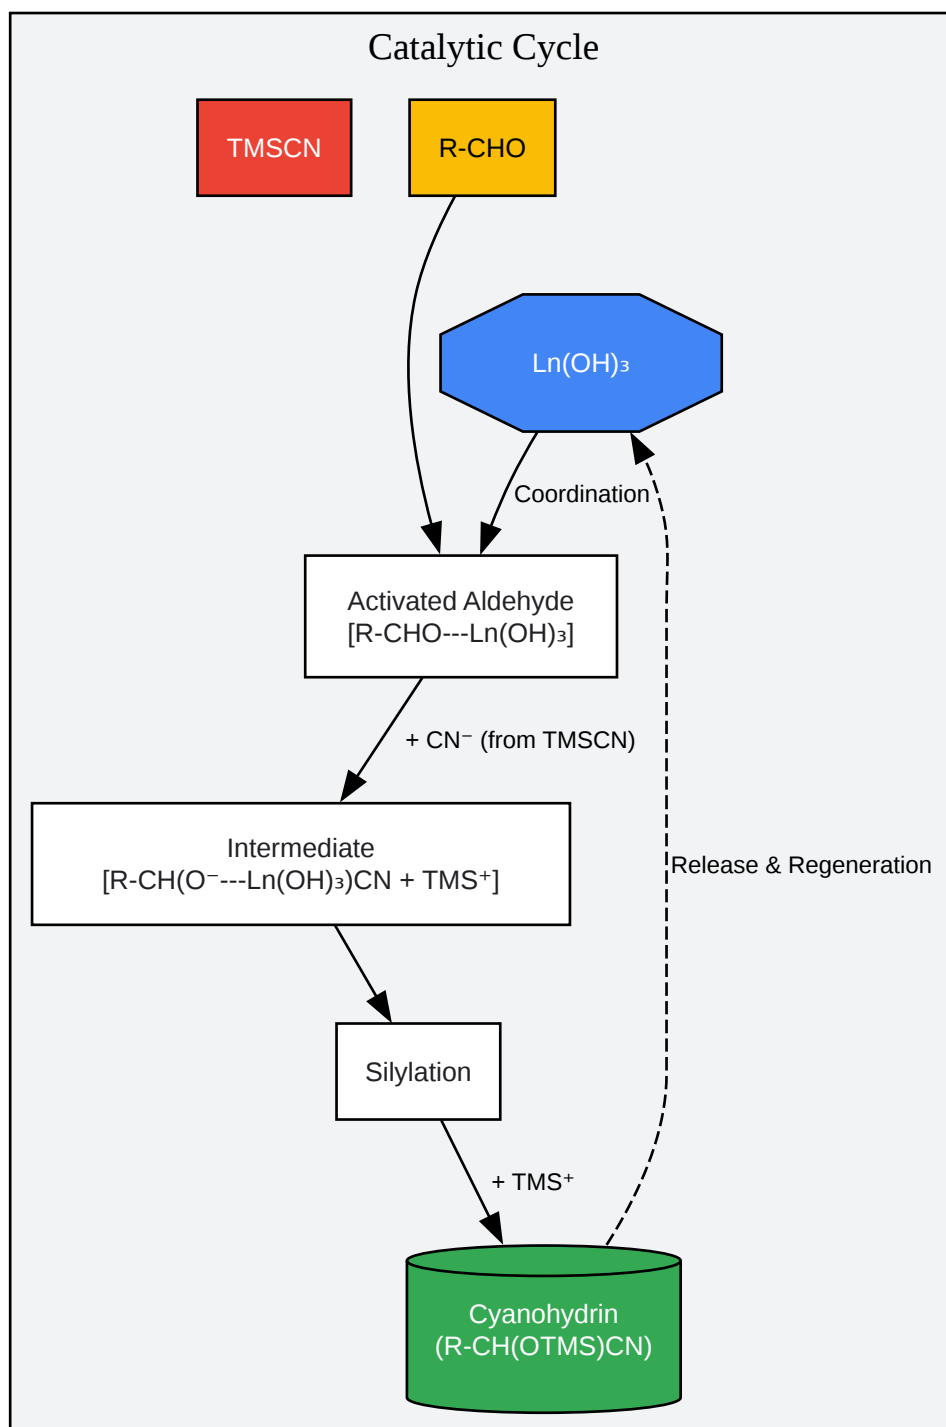 Catalytic Cycle
TMSCN
R-CHO
Ln(OH)₃
Coordination
Activated Aldehyde
[R-CHO---Ln(OH)₃]
+ CN⁻ (from TMSCN)
Intermediate
[R-CH(O⁻---Ln(OH)₃)CN + TMS⁺]
Release & Regeneration
Silylation
+ TMS⁺
Cyanohydrin
(R-CH(OTMS)CN)